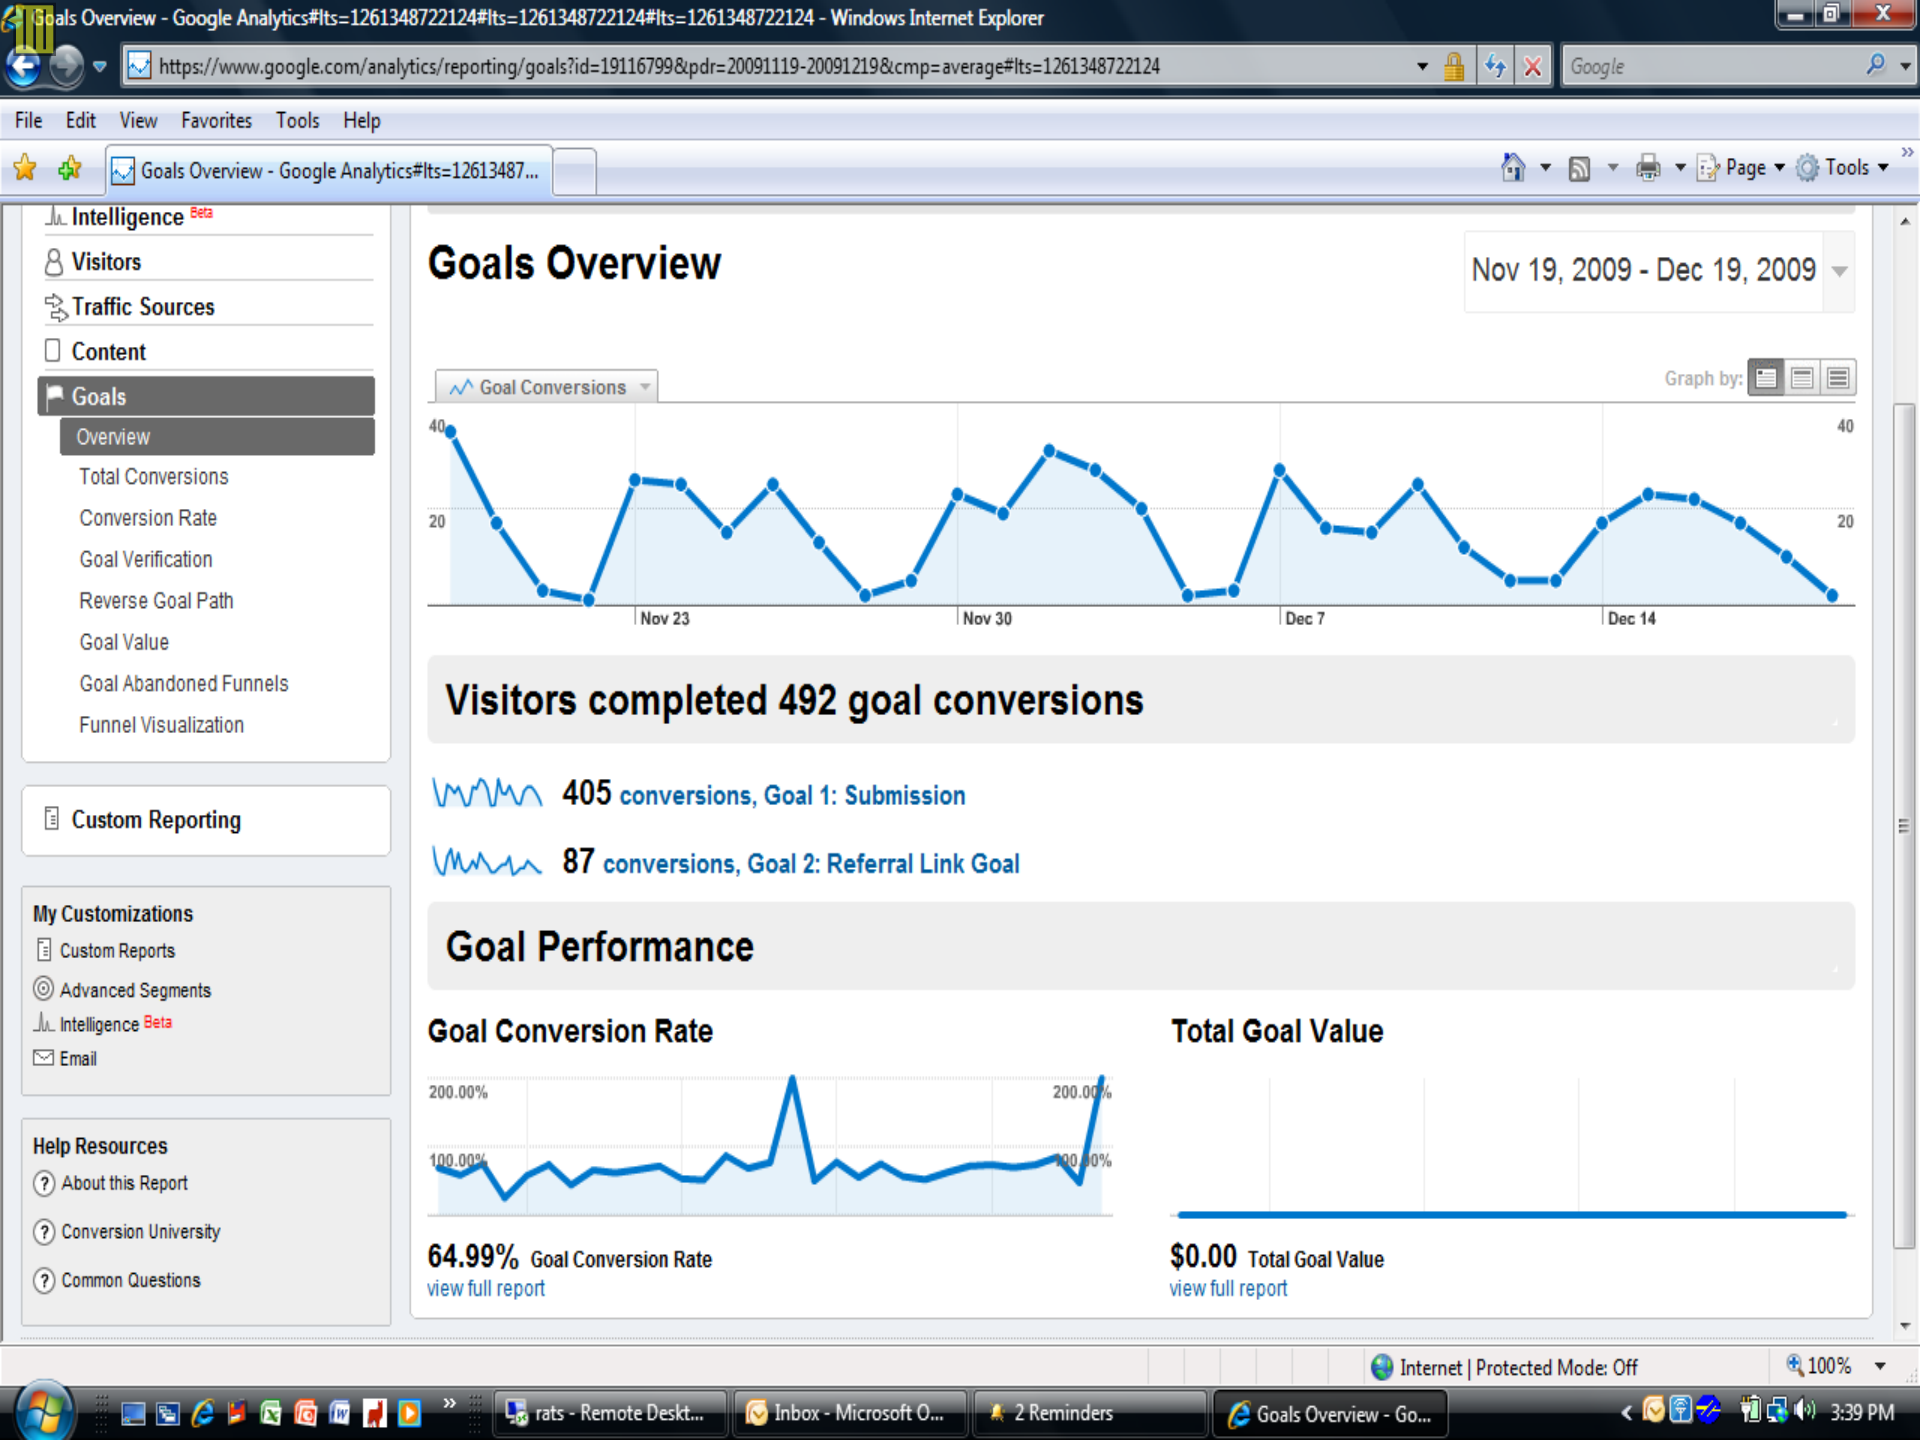 Goals Overview - Google Analytics#lts=1261348722124#lts=1261348722124#lts=1261348722124 - Windows Internet Explorer
https://www.google.com/analytics/reporting/goals?id=19116799&pdr=20091119-20091219&cmp=average#lts=1261348722124
Google
File Edit View Favorites Tools Help
Goals Overview - Google Analytics#lts=12613487...
Page Tools
Intelligence Beta
Visitors
Traffic Sources
Content
Goals
Overview
Total Conversions
Conversion Rate
Goal Verification
Reverse Goal Path
Goal Value
Goal Abandoned Funnels
Funnel Visualization
Custom Reporting
My Customizations
Custom Reports
Advanced Segments
Intelligence Beta
Email
Help Resources
About this Report
Conversion University
Common Questions
Goals Overview
Nov 19, 2009 - Dec 19, 2009
Goal Conversions
Graph by:
40 40
20 20
Nov 23 Nov 30 Dec 7 Dec 14
Visitors completed 492 goal conversions
405 conversions, Goal 1: Submission
87 conversions, Goal 2: Referral Link Goal
Goal Performance
Goal Conversion Rate
200.00% 200.00%
100.00% 100.00%
64.99% Goal Conversion Rate
view full report
Total Goal Value
$0.00 Total Goal Value
view full report
Internet | Protected Mode: Off
100%
rats - Remote Deskt...
Inbox - Microsoft O...
2 Reminders
Goals Overview - Go...
3:39 PM